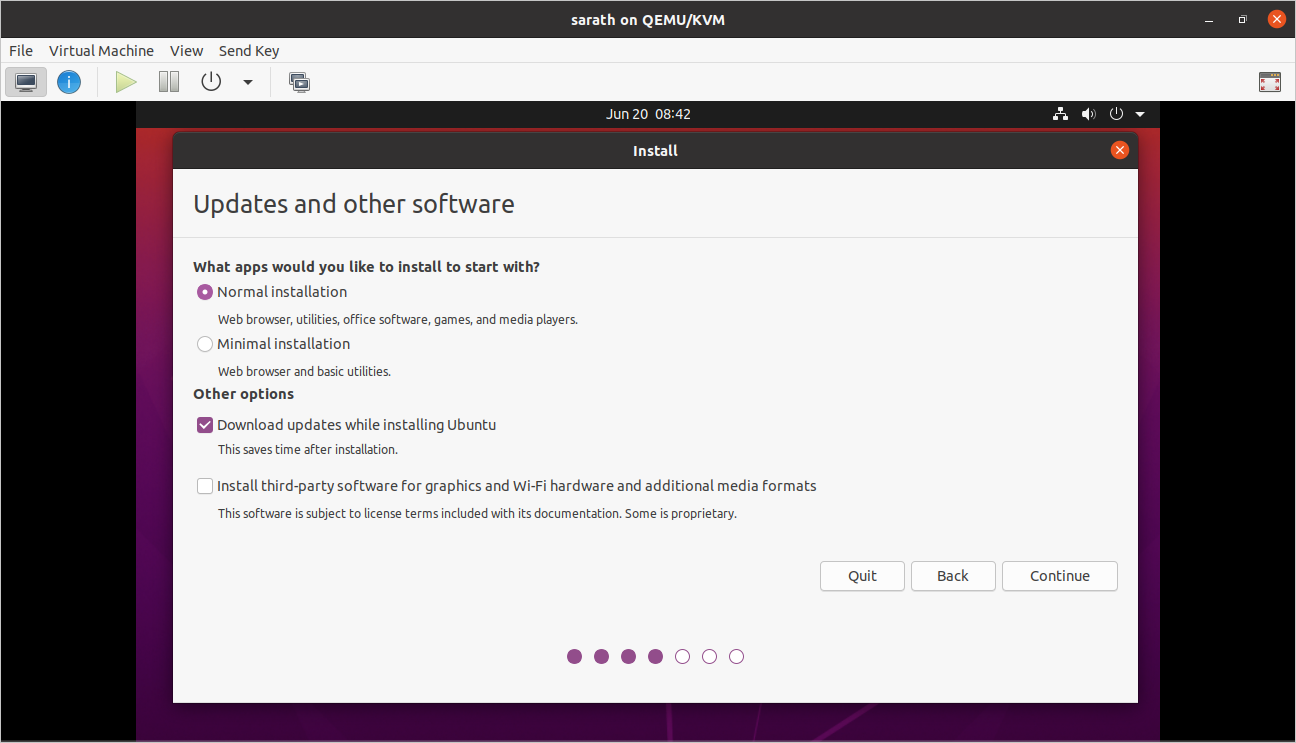 sarath on QEMU/KVM
File Virtual Machine View Send Key
Jun 20 08:42
Install
Updates and other software
What apps would you like to install to start with?
Normal installation
Web browser, utilities, office software, games, and media players.
Minimal installation
Web browser and basic utilities.
Other options
Download updates while installing Ubuntu
This saves time after installation.
Install third-party software for graphics and Wi-Fi hardware and additional media formats
This software is subject to license terms included with its documentation. Some is proprietary.
Quit Back Continue